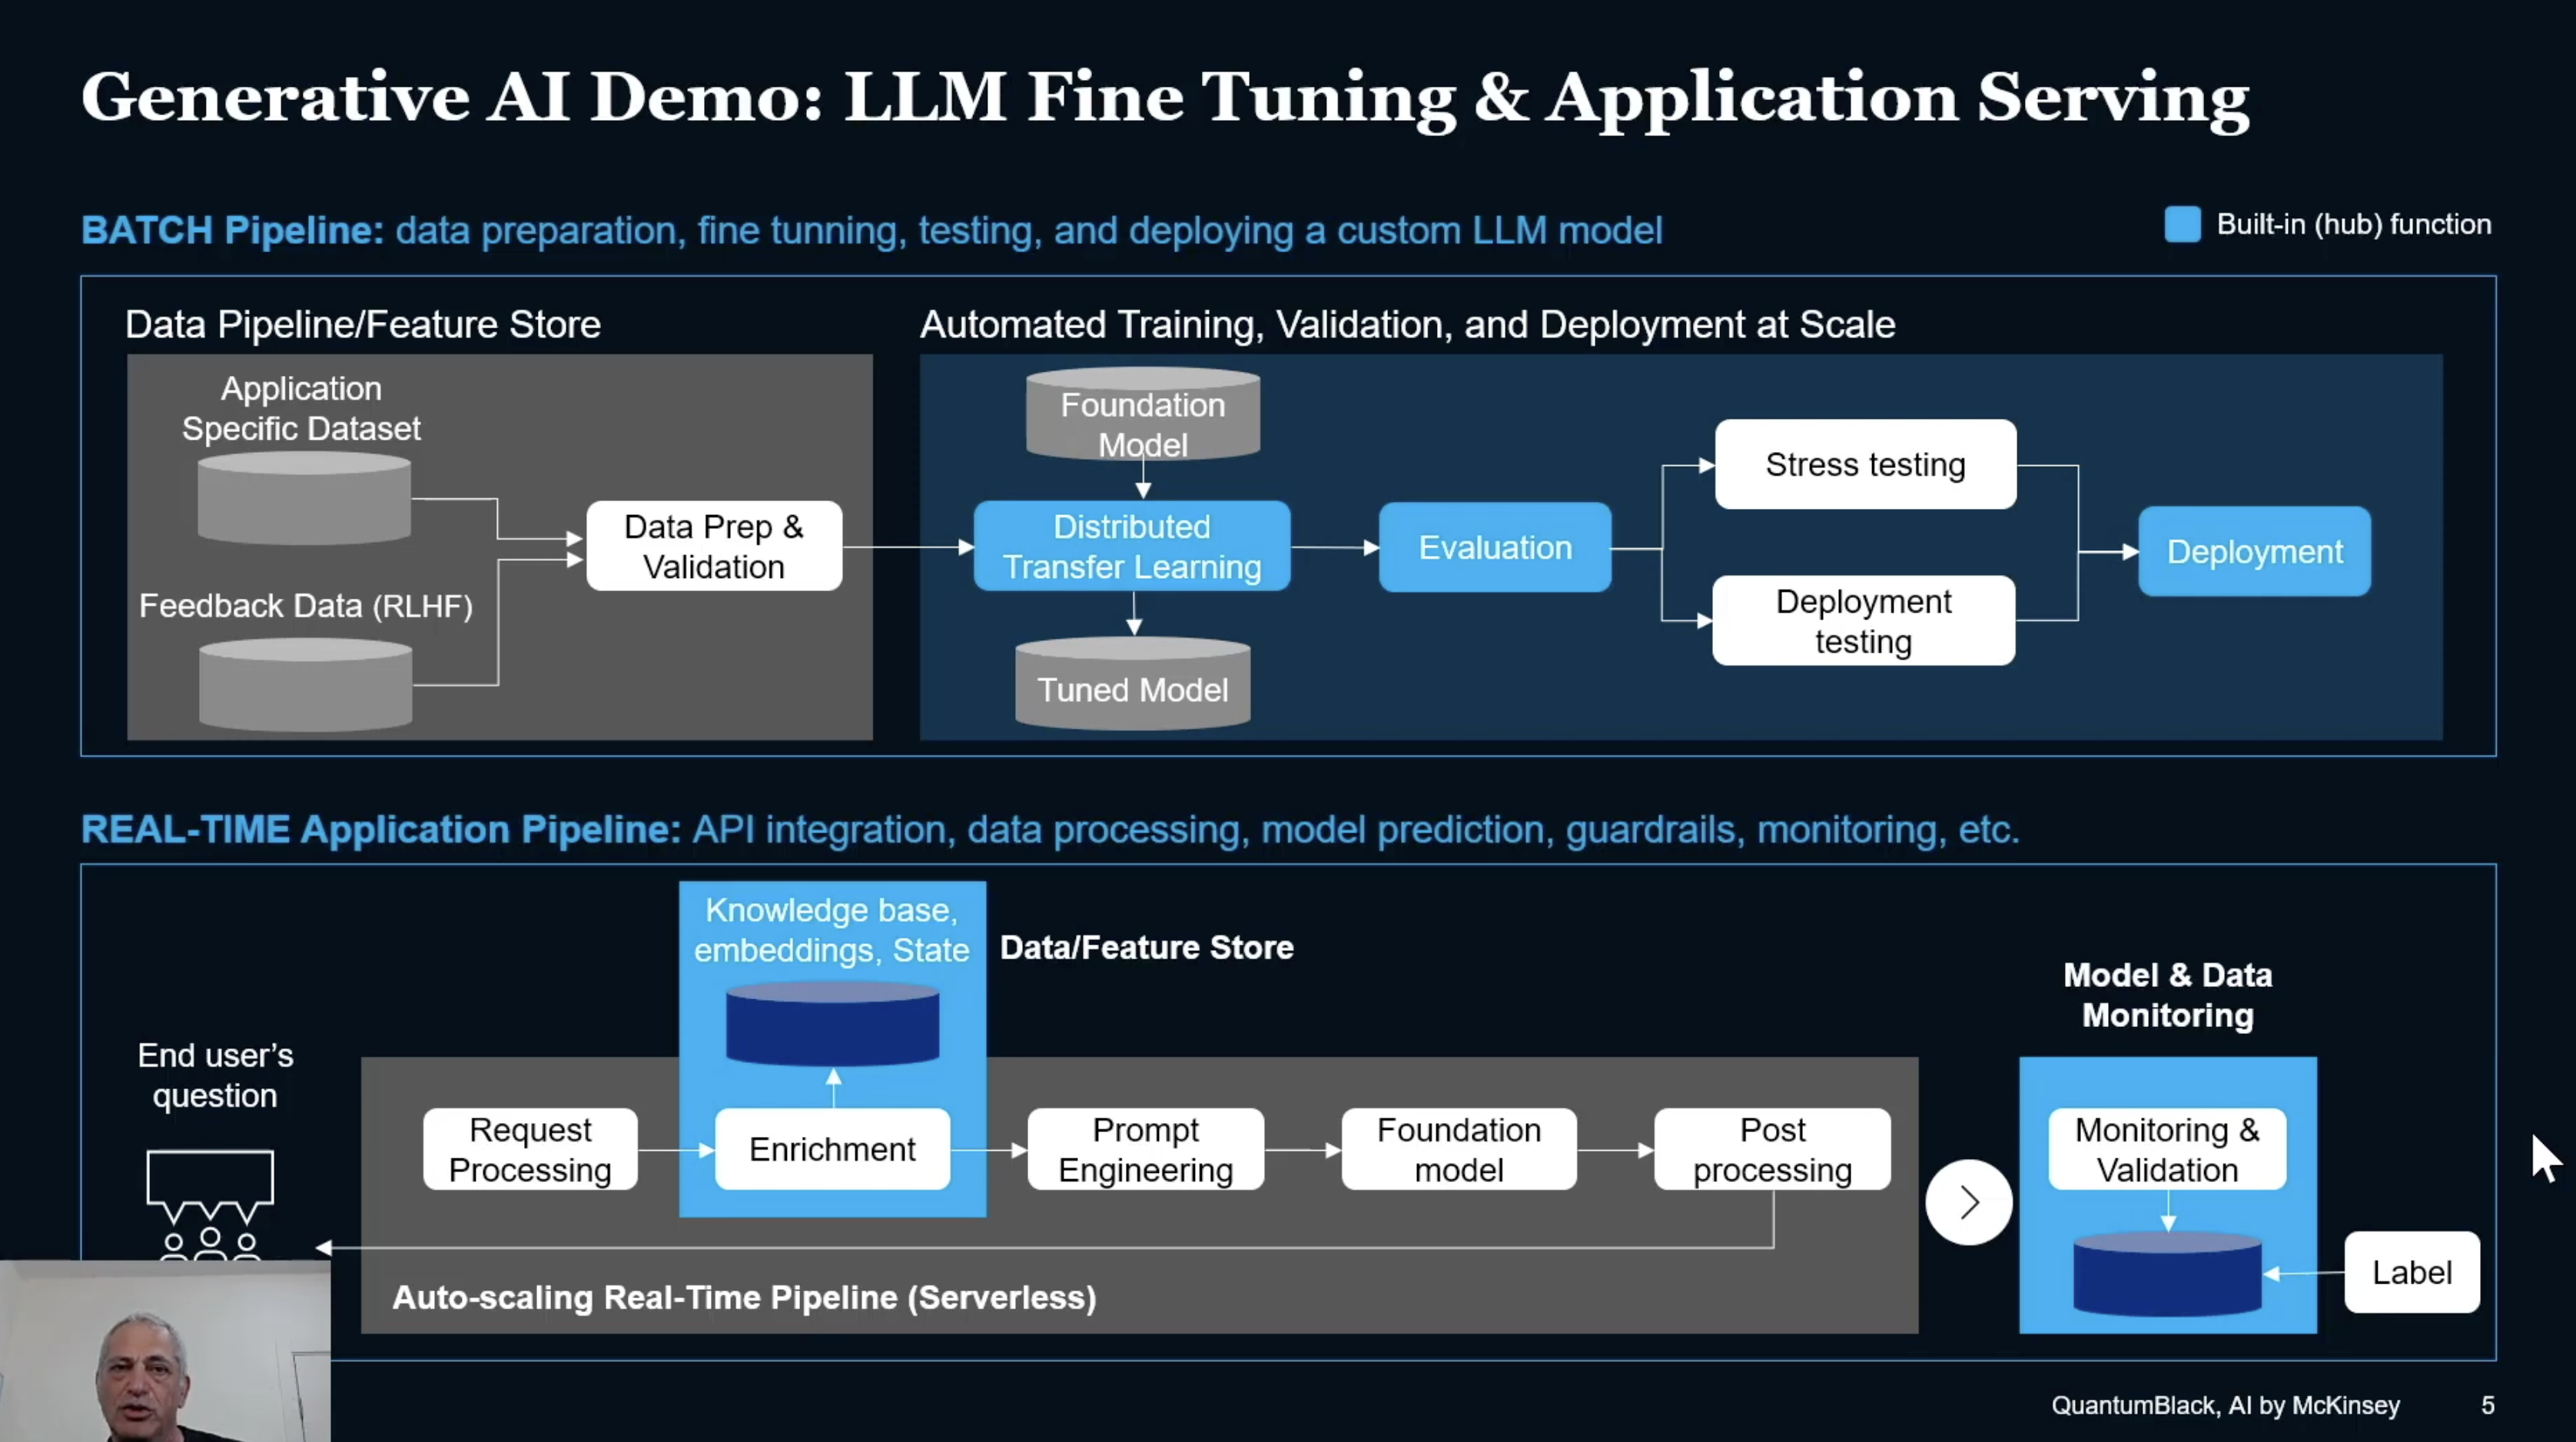 Generative AI Demo: LLM Fine Tuning & Application Serving
BATCH Pipeline: data preparation, fine tunning, testing, and deploying a custom LLM model
Built-in (hub) function
Data Pipeline/Feature Store
Application
Specific Dataset
Feedback Data (RLHF)
Data Prep &
Validation
Automated Training, Validation, and Deployment at Scale
Foundation
Model
Distributed
Transfer Learning
Tuned Model
Evaluation
Stress testing
Deployment
testing
Deployment
REAL-TIME Application Pipeline: API integration, data processing, model prediction, guardrails, monitoring, etc.
End user’s
question
Knowledge base,
embeddings, State
Data/Feature Store
Request
Processing
Enrichment
Prompt
Engineering
Foundation
model
Post
processing
Auto-scaling Real-Time Pipeline (Serverless)
Model & Data
Monitoring
Monitoring &
Validation
Label
QuantumBlack, AI by McKinsey
5